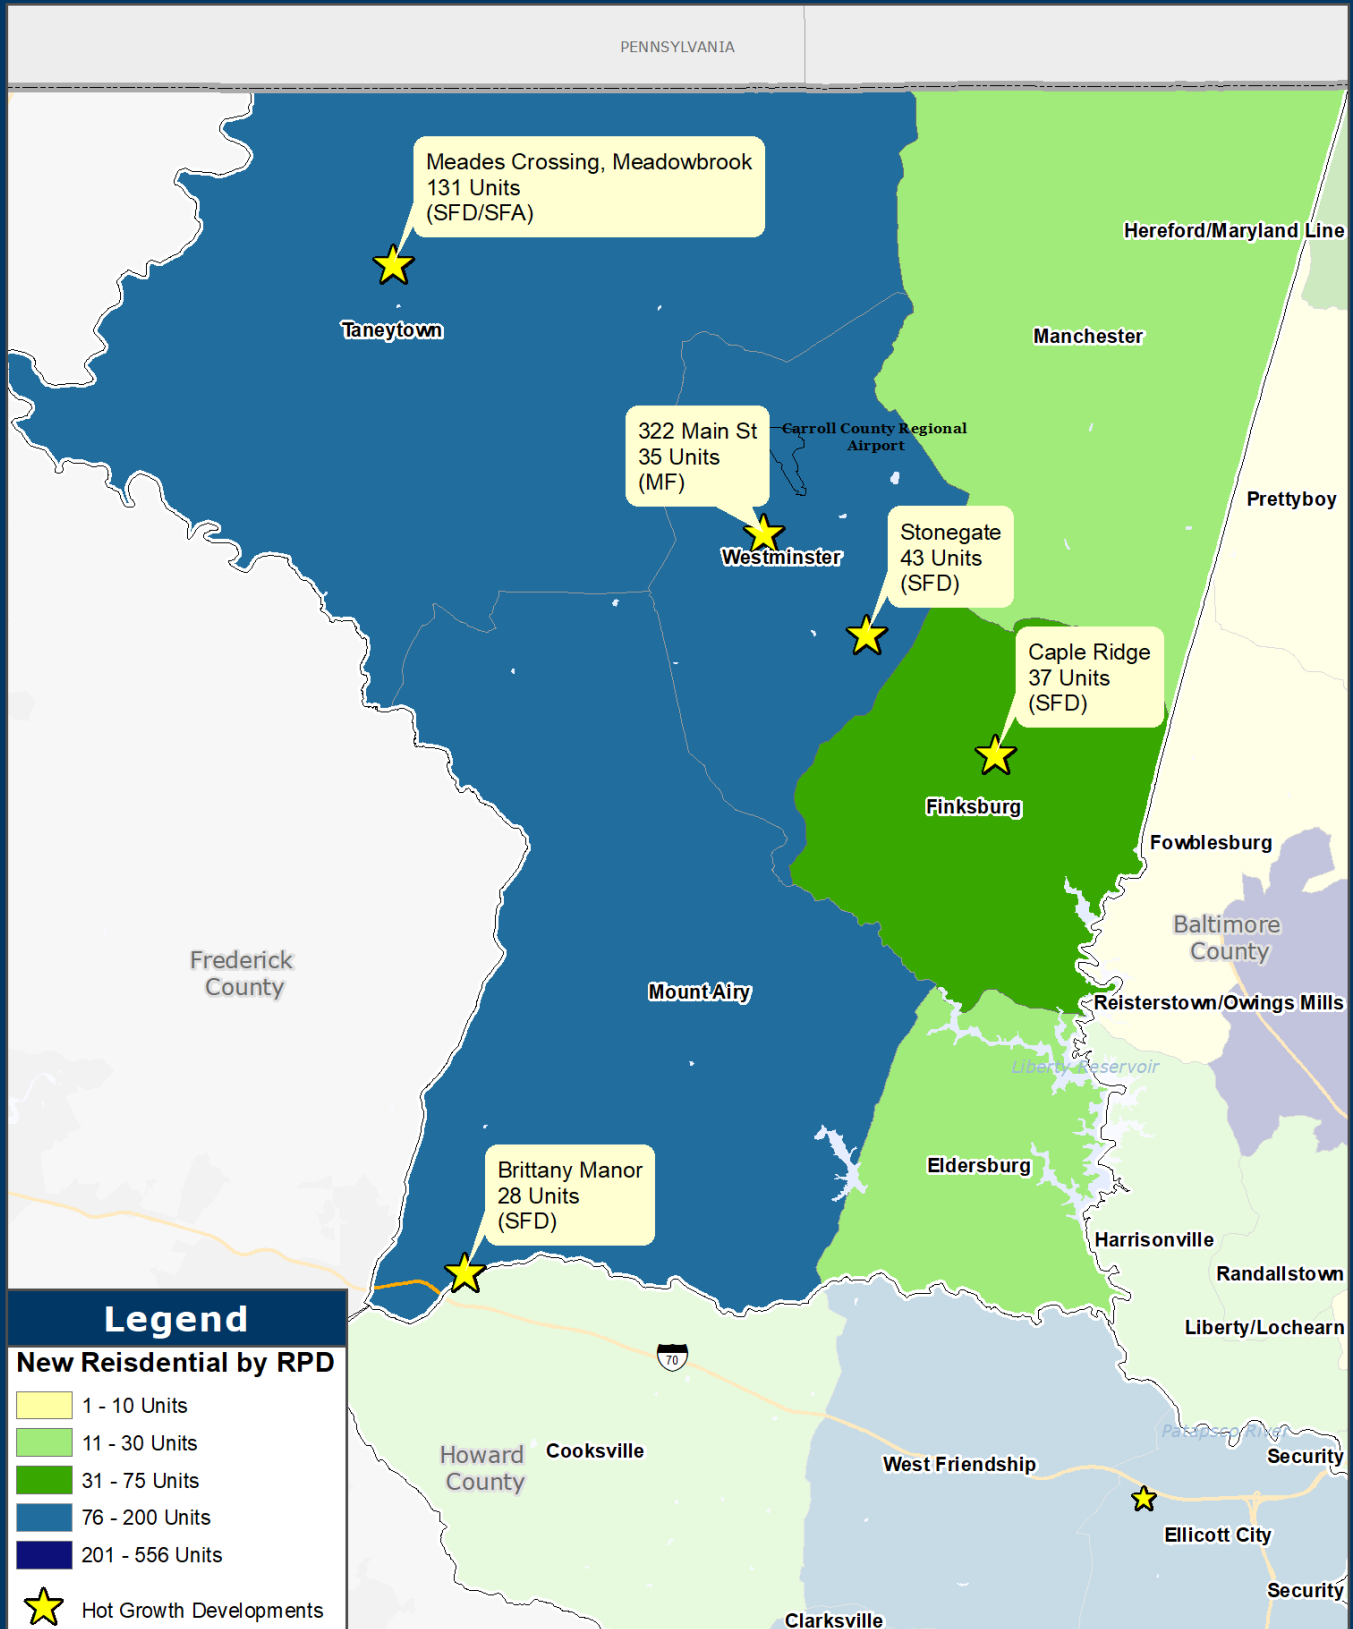 PENNSYLVANIA
Meades Crossing, Meadowbrook
131 Units
(SFD/SFA)
Hereford/Maryland Line
Taneytown
Manchester
322 Main St
35 Units
(MF)
Carroll County Regional
Airport
Prettyboy
Stonegate
43 Units
(SFD)
Westminster
Caple Ridge
37 Units
(SFD)
Finksburg
Fowblesburg
Baltimore
County
Frederick
County
Mount Airy
Reisterstown/Owings Mills
Liberty Reservoir
Brittany Manor
28 Units
(SFD)
Eldersburg
Harrisonville
Randallstown
Liberty/Lochearn
70
Patapsco River
Howard
County
Cooksville
West Friendship
Security
Ellicott City
Security
Clarksville
Legend
New Reisdential by RPD
1 - 10 Units
11 - 30 Units
31 - 75 Units
76 - 200 Units
201 - 556 Units
Hot Growth Developments